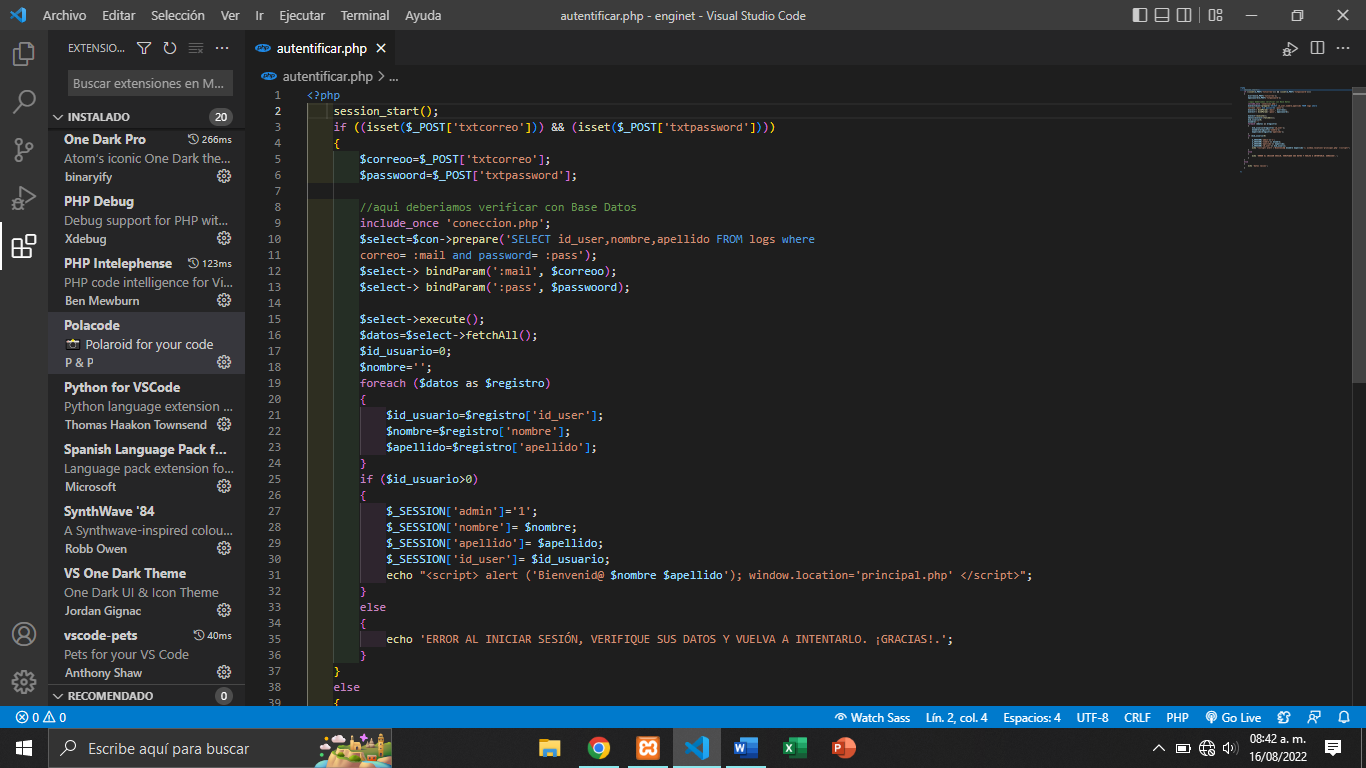 Archivo Editar Selección Ver Ir Ejecutar Terminal Ayuda
autentificar.php - enginet - Visual Studio Code
EXTENSIO...
Buscar extensiones en M...
INSTALADO 20
One Dark Pro 266ms
Atom's iconic One Dark the...
binaryify
PHP Debug
Debug support for PHP wit...
Xdebug
PHP Intelephense 123ms
PHP code intelligence for Vi...
Ben Mewburn
Polacode
Polaroid for your code
P & P
Python for VSCode
Python language extension ...
Thomas Haakon Townsend
Spanish Language Pack f...
Language pack extension fo...
Microsoft
SynthWave '84
A Synthwave-inspired colou...
Robb Owen
VS One Dark Theme
One Dark UI & Icon Theme
Jordan Gignac
vscode-pets 40ms
Pets for your VS Code
Anthony Shaw
RECOMENDADO 0
autentificar.php
autentificar.php > ...
1 <?php
2 session_start();
3 if ((isset($_POST['txtcorreo'])) && (isset($_POST['txtpassword'])))
4 {
5 $correoo=$_POST['txtcorreo'];
6 $passwoord=$_POST['txtpassword'];
7
8 //aqui deberiamos verificar con Base Datos
9 include_once 'coneccion.php';
10 $select=$con->prepare('SELECT id_user,nombre,apellido FROM logs where
11 correo= :mail and password= :pass');
12 $select-> bindParam(':mail', $correoo);
13 $select-> bindParam(':pass', $passwoord);
14
15 $select->execute();
16 $datos=$select->fetchAll();
17 $id_usuario=0;
18 $nombre='';
19 foreach ($datos as $registro)
20 {
21 $id_usuario=$registro['id_user'];
22 $nombre=$registro['nombre'];
23 $apellido=$registro['apellido'];
24 }
25 if ($id_usuario>0)
26 {
27 $_SESSION['admin']='1';
28 $_SESSION['nombre']= $nombre;
29 $_SESSION['apellido']= $apellido;
30 $_SESSION['id_user']= $id_usuario;
31 echo "<script> alert ('Bienvenid@ $nombre $apellido'); window.location='principal.php' </script>";
32 }
33 else
34 {
35 echo 'ERROR AL INICIAR SESIÓN, VERIFIQUE SUS DATOS Y VUELVA A INTENTARLO. ¡GRACIAS!.';
36 }
37 }
38 else
39 {
0 0
Watch Sass Lín. 2, col. 4 Espacios: 4 UTF-8 CRLF PHP Go Live
Escribe aquí para buscar
08:42 a. m.
16/08/2022